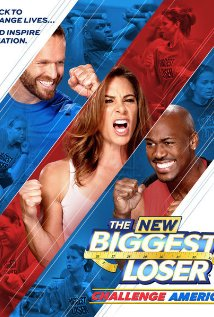 CK TO
ANGE LIVES...
D INSPIRE
ATION.
THE NEW
BIGGEST
LOSER
CHALLENGE AMERIC